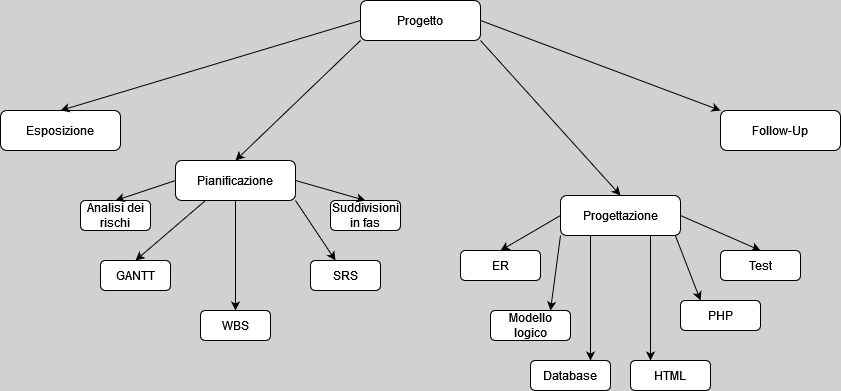 Progetto
Esposizione
Follow-Up
Pianificazione
Analisi dei
rischi
Suddivisioni
in fas
Progettazione
GANTT
SRS
ER
Test
WBS
Modello
logico
PHP
Database
HTML